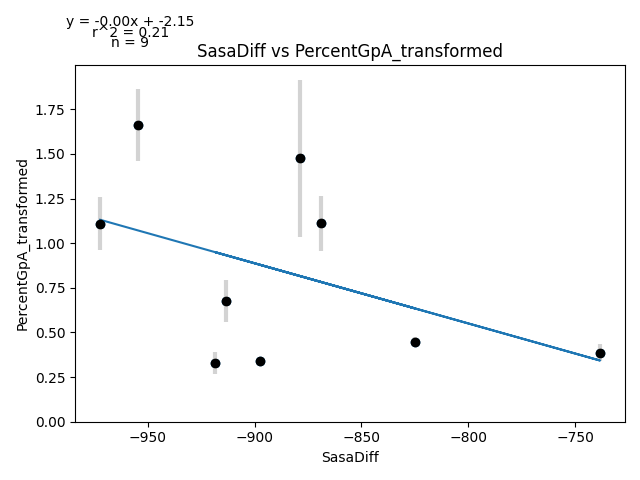 y = -0.00x + -2.15
r^2 = 0.21
n = 9
SasaDiff vs PercentGpA_transformed
PercentGpA_transformed
1.75
1.50
1.25
1.00
0.75
0.50
0.25
0.00
−950
−900
−850
−800
−750
SasaDiff